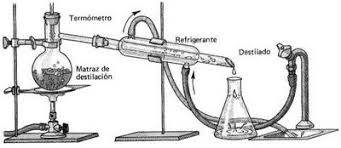 Termómetro
Refrigerante
Destilado
Matraz de
destilación